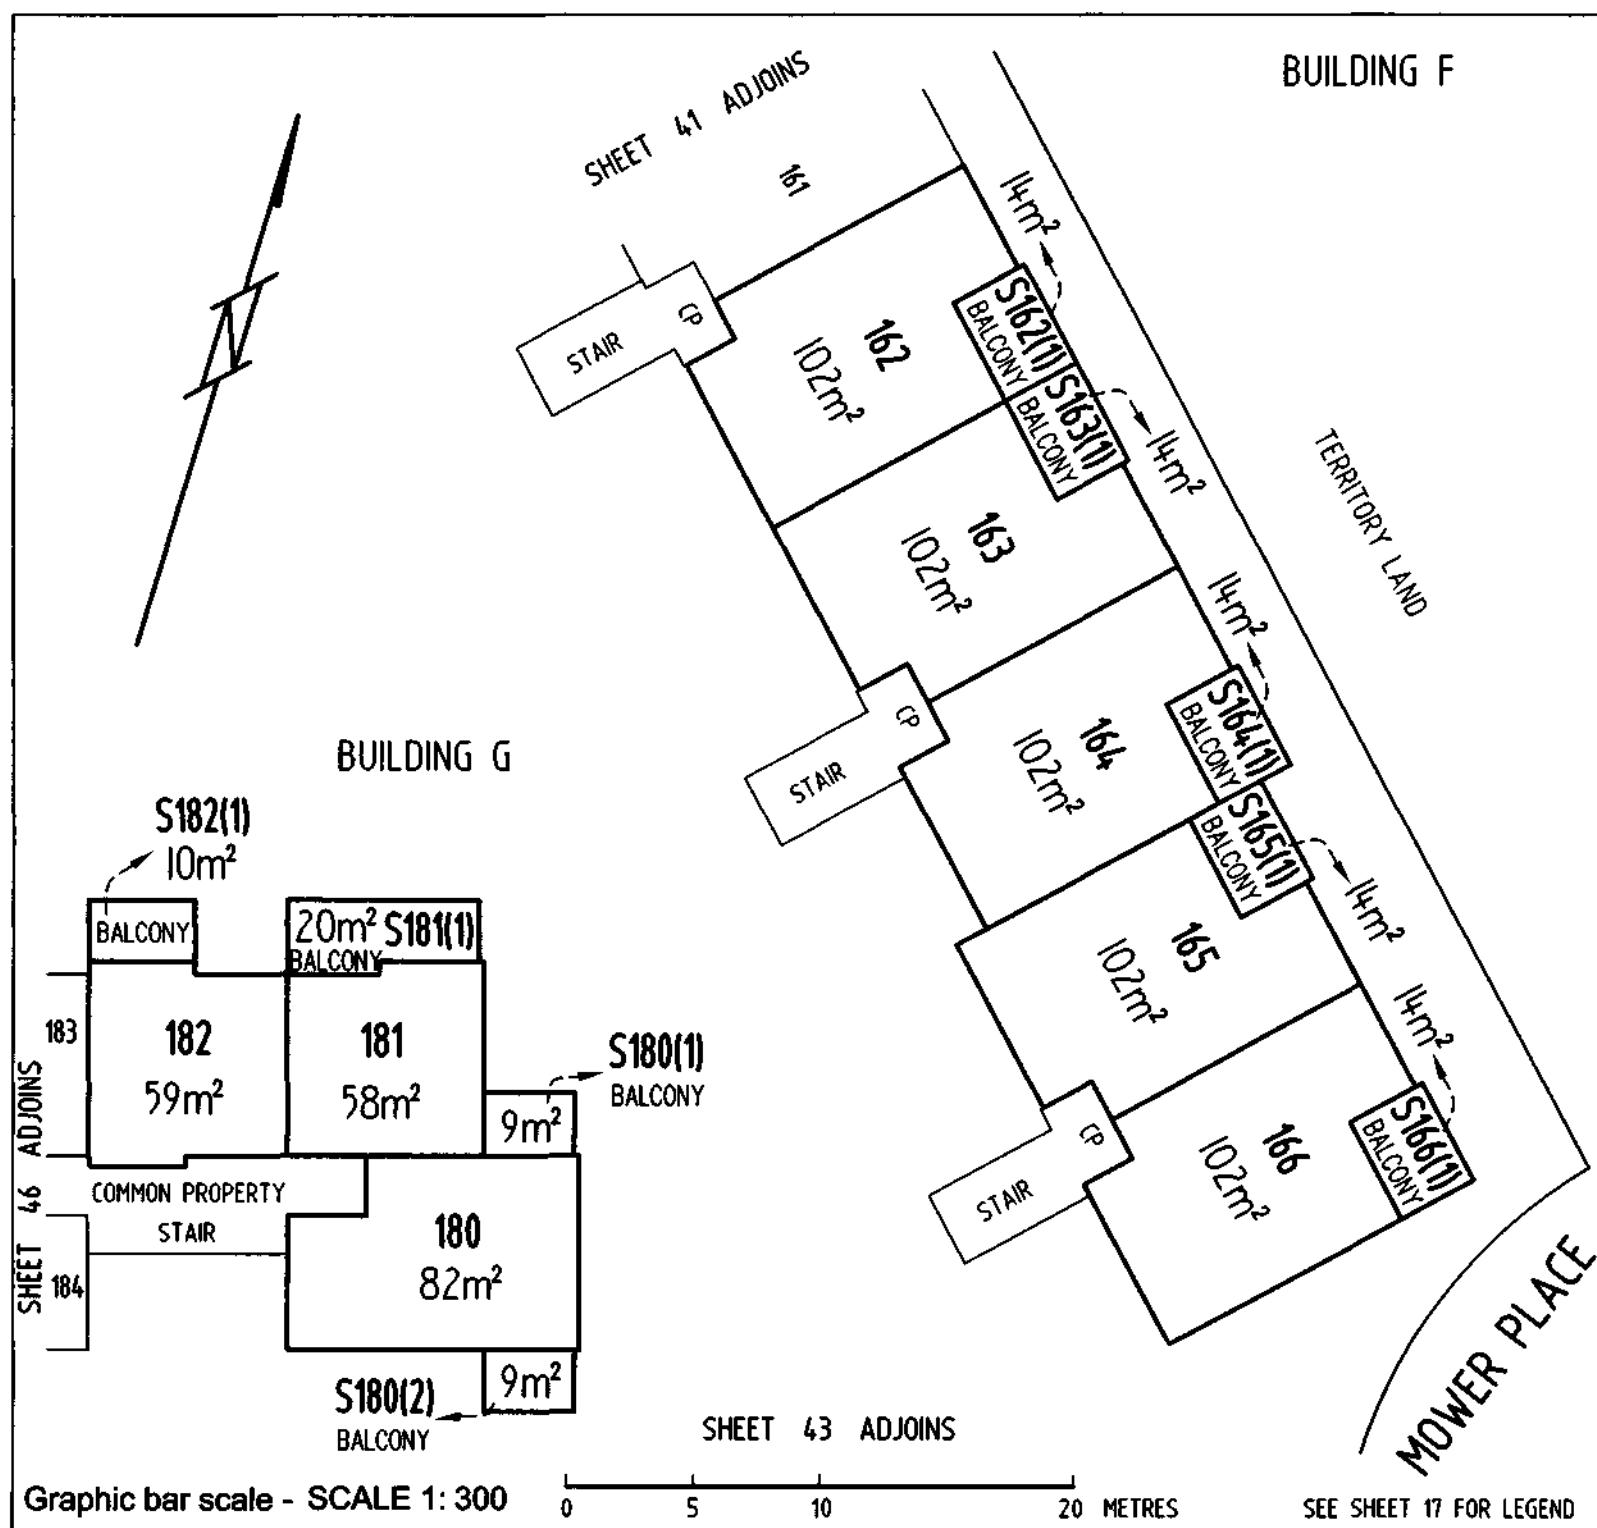 BUILDING F
SHEET 41 ADJOINS
161
14m²
CP
STAIR
162
102m²
S162(1)
BALCONY
S163(1)
BALCONY
14m²
163
102m²
TERRITORY LAND
14m²
CP
STAIR
164
102m²
S164(1)
BALCONY
S165(1)
BALCONY
14m²
165
102m²
14m²
CP
STAIR
166
102m²
S166(1)
BALCONY
MOWER PLACE
BUILDING G
S182(1)
10m²
BALCONY
20m² S181(1)
BALCONY
183
182
59m²
181
58m²
S180(1)
BALCONY
9m²
SHEET 46 ADJOINS
COMMON PROPERTY
STAIR
184
180
82m²
9m²
S180(2)
BALCONY
SHEET 43 ADJOINS
Graphic bar scale - SCALE 1: 300
0 5 10 20 METRES
SEE SHEET 17 FOR LEGEND